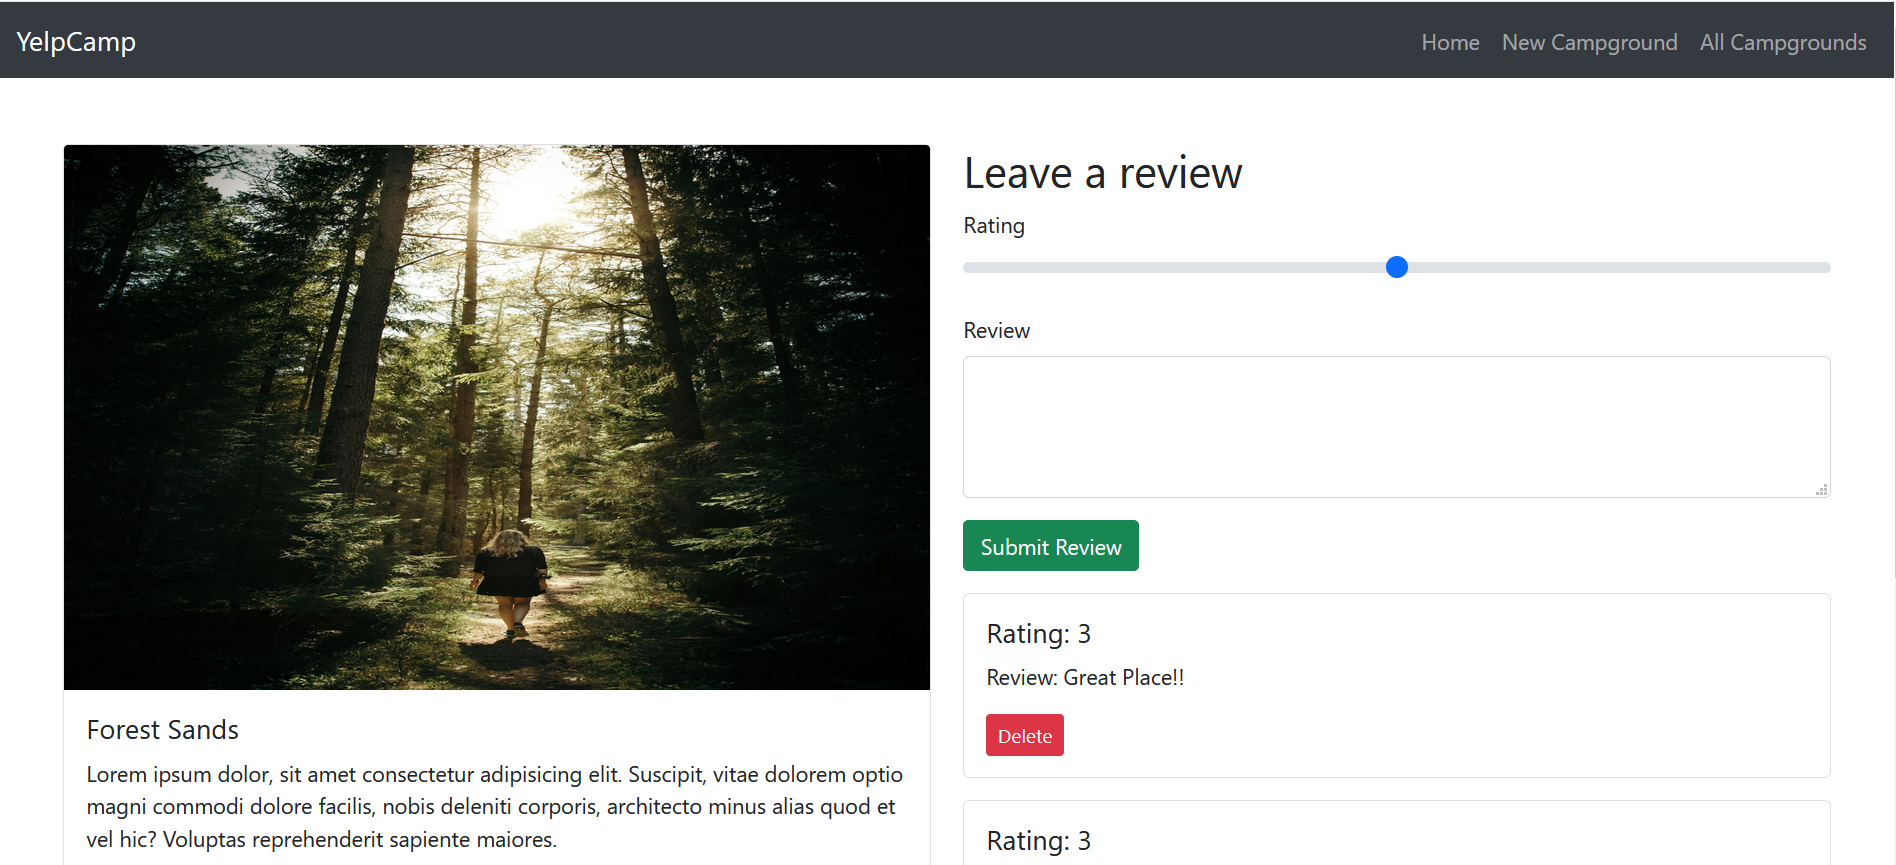 YelpCamp
Home New Campground All Campgrounds
Leave a review
Rating
Review
Submit Review
Rating: 3
Review: Great Place!!
Delete
Rating: 3
Forest Sands
Lorem ipsum dolor, sit amet consectetur adipisicing elit. Suscipit, vitae dolorem optio
magni commodi dolore facilis, nobis deleniti corporis, architecto minus alias quod et
vel hic? Voluptas reprehenderit sapiente maiores.